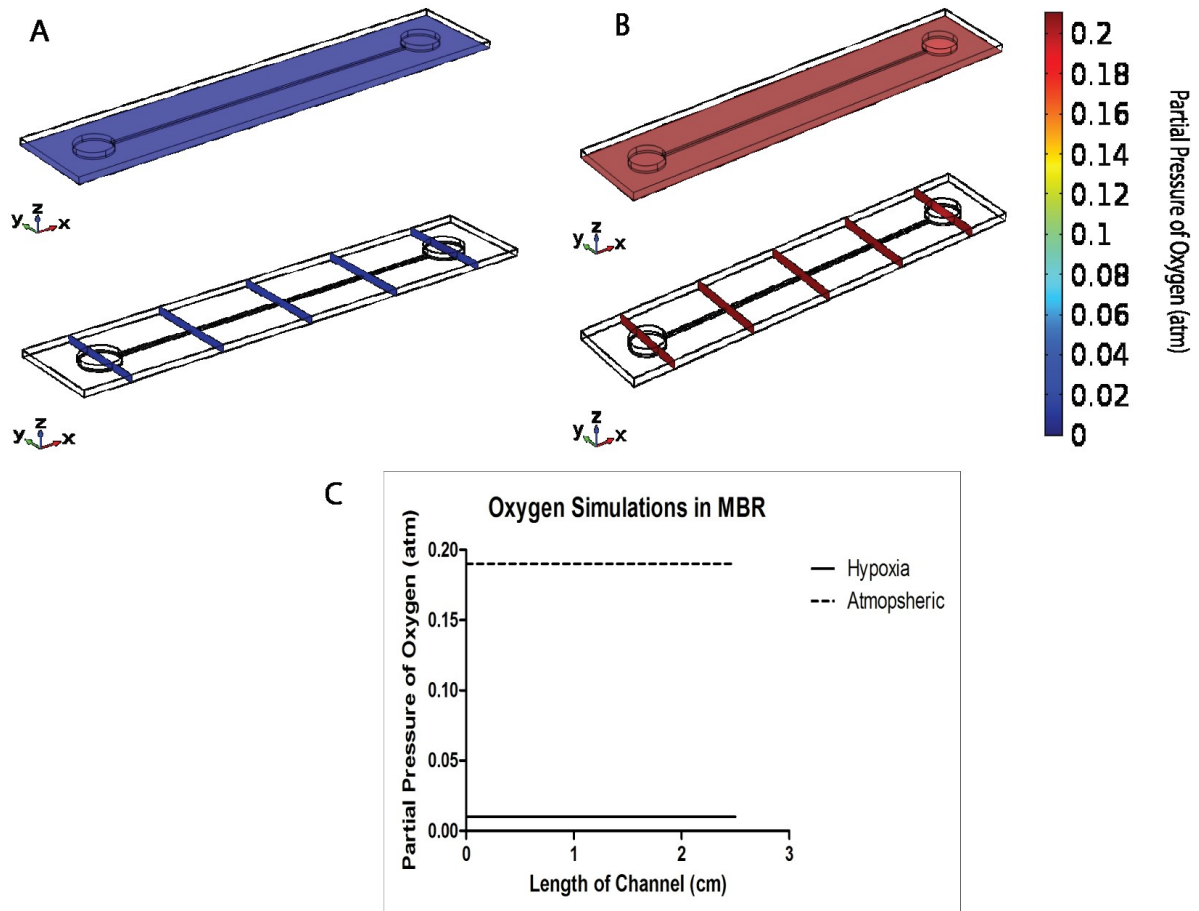 A
B
z
y
x
z
y
x
z
y
x
z
y
x
0.2
0.18
0.16
0.14
0.12
0.1
0.08
0.06
0.04
0.02
0
Partial Pressure of Oxygen (atm)
C
Oxygen Simulations in MBR
Partial Pressure of Oxygen (atm)
0.20
0.15
0.10
0.05
0.00
0
1
2
3
Length of Channel (cm)
Hypoxia
Atmopsheric